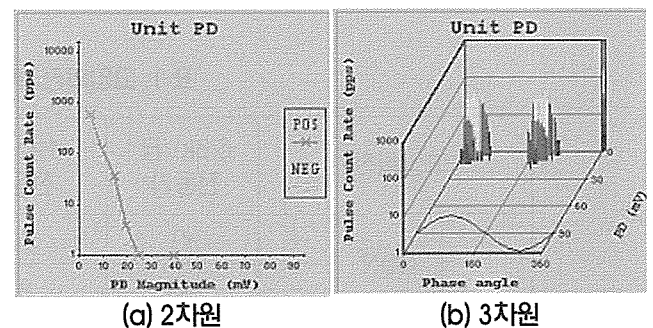 Unit PD
10000
1000
100
10
1
Pulse Count Rate (pps)
0 10 20 30 40 50 60 70 80 90
PD Magnitude (mV)
POS
NEG
(a) 2차원
Unit PD
1000
100
10
1
Pulse Count Rate (pps)
0 180 360
Phase angle
0
30
60
90
PD (mV)
(b) 3차원